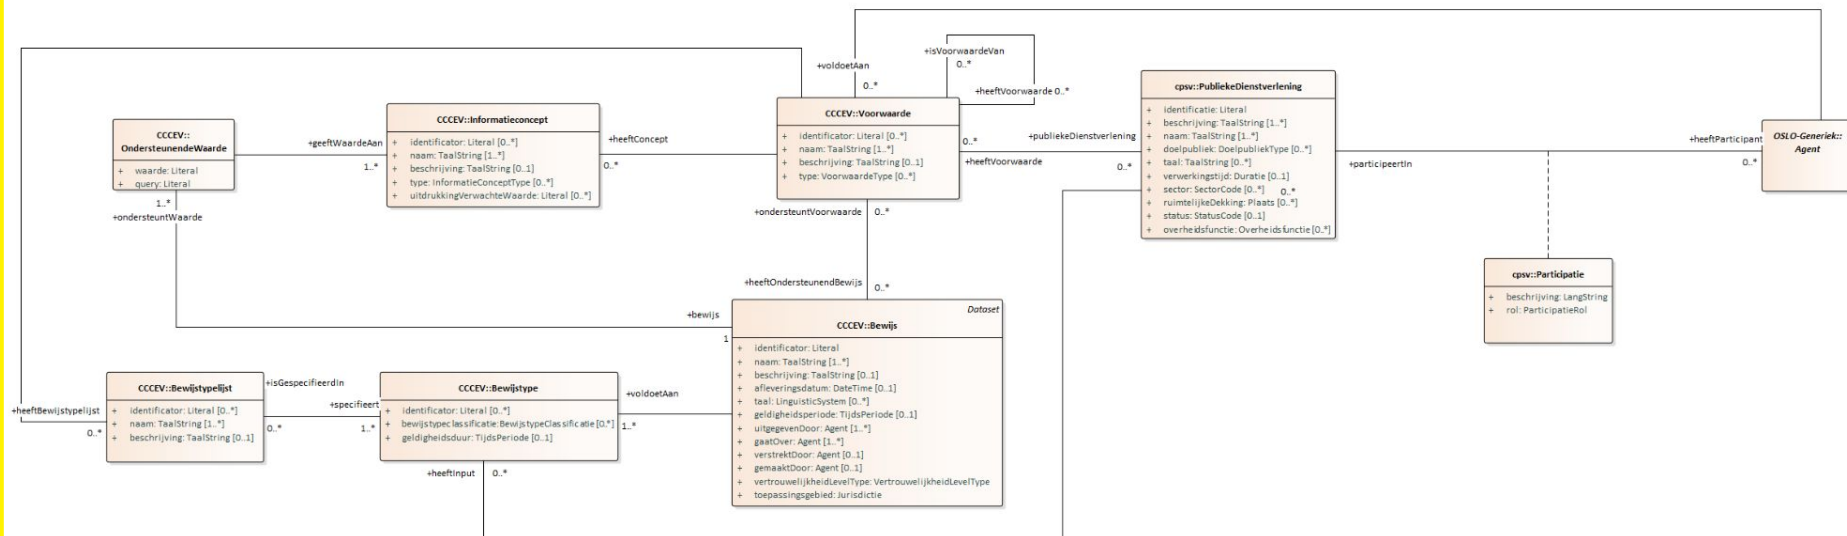 +isVoorwaardeVan
0..*
+voldoetAan
0..*
+heeftVoorwaarde 0..*
CCCEV::
OndersteunendeWaarde
+ waarde: Literal
+ query: Literal
+geeftWaardeAan
1..*
CCCEV::Informatieconcept
+ identificator: Literal [0..*]
+ naam: TaalString [1..*]
+ beschrijving: TaalString [0..1]
+ type: InformatieConceptType [0..*]
+ uitdrukkingVerwachteWaarde: Literal [0..*]
+heeftConcept
0..*
CCCEV::Voorwaarde
+ identificator: Literal [0..*]
+ naam: TaalString [1..*]
+ beschrijving: TaalString [0..1]
+ type: VoorwaardeType [0..*]
0..*
+heeftVoorwaarde
+publiekeDienstverlening
0..*
cpsv::PubliekeDienstverlening
+ identificatie: Literal
+ beschrijving: TaalString [1..*]
+ naam: TaalString [1..*]
+ doelpubliek: DoelpubliekType [0..*]
+ taal: TaalString [0..*]
+ verwerkingstijd: Duratie [0..1]
+ sector: SectorCode [0..*]
0..*
+ ruimtelijkeDekking: Plaats [0..*]
+ status: StatusCode [0..1]
+ overheidsfunctie: Overheidsfunctie [0..*]
+participeertIn
+heeftParticipant
0..*
OSLO-Generiek::
Agent
cpsv::Participatie
+ beschrijving: LangString
+ rol: ParticipatieRol
1..*
+ondersteuntWaarde
+ondersteuntVoorwaarde
0..*
+heeftOndersteunendBewijs
0..*
+bewijs
1
Dataset
CCCEV::Bewijs
+ identificator: Literal
+ naam: TaalString [1..*]
+ beschrijving: TaalString [0..1]
+ afleveringsdatum: DateTime [0..1]
+ taal: LinguisticSystem [0..*]
+ geldigheidsperiode: TijdsPeriode [0..1]
+ uitgegevenDoor: Agent [1..*]
+ gaatOver: Agent [1..*]
+ verstrektDoor: Agent [0..1]
+ gemaaktDoor: Agent [0..1]
+ vertrouwelijkheidLevelType: VertrouwelijkheidLevelType
+ toepassingsgebied: Jurisdictie
+heeftBewijstypelijst
0..*
CCCEV::Bewijstypelijst
+ identificator: Literal [0..*]
+ naam: TaalString [1..*]
+ beschrijving: TaalString [0..1]
+isGespecifieerdIn
0..*
+specifieert
1..*
CCCEV::Bewijstype
+ identificator: Literal [0..*]
+ bewijstypeclassificatie:BewijstypeClassificatie[0..*]
+ geldigheidsduur: TijdsPeriode [0..1]
+voldoetAan
1..*
+heeftInput
0..*